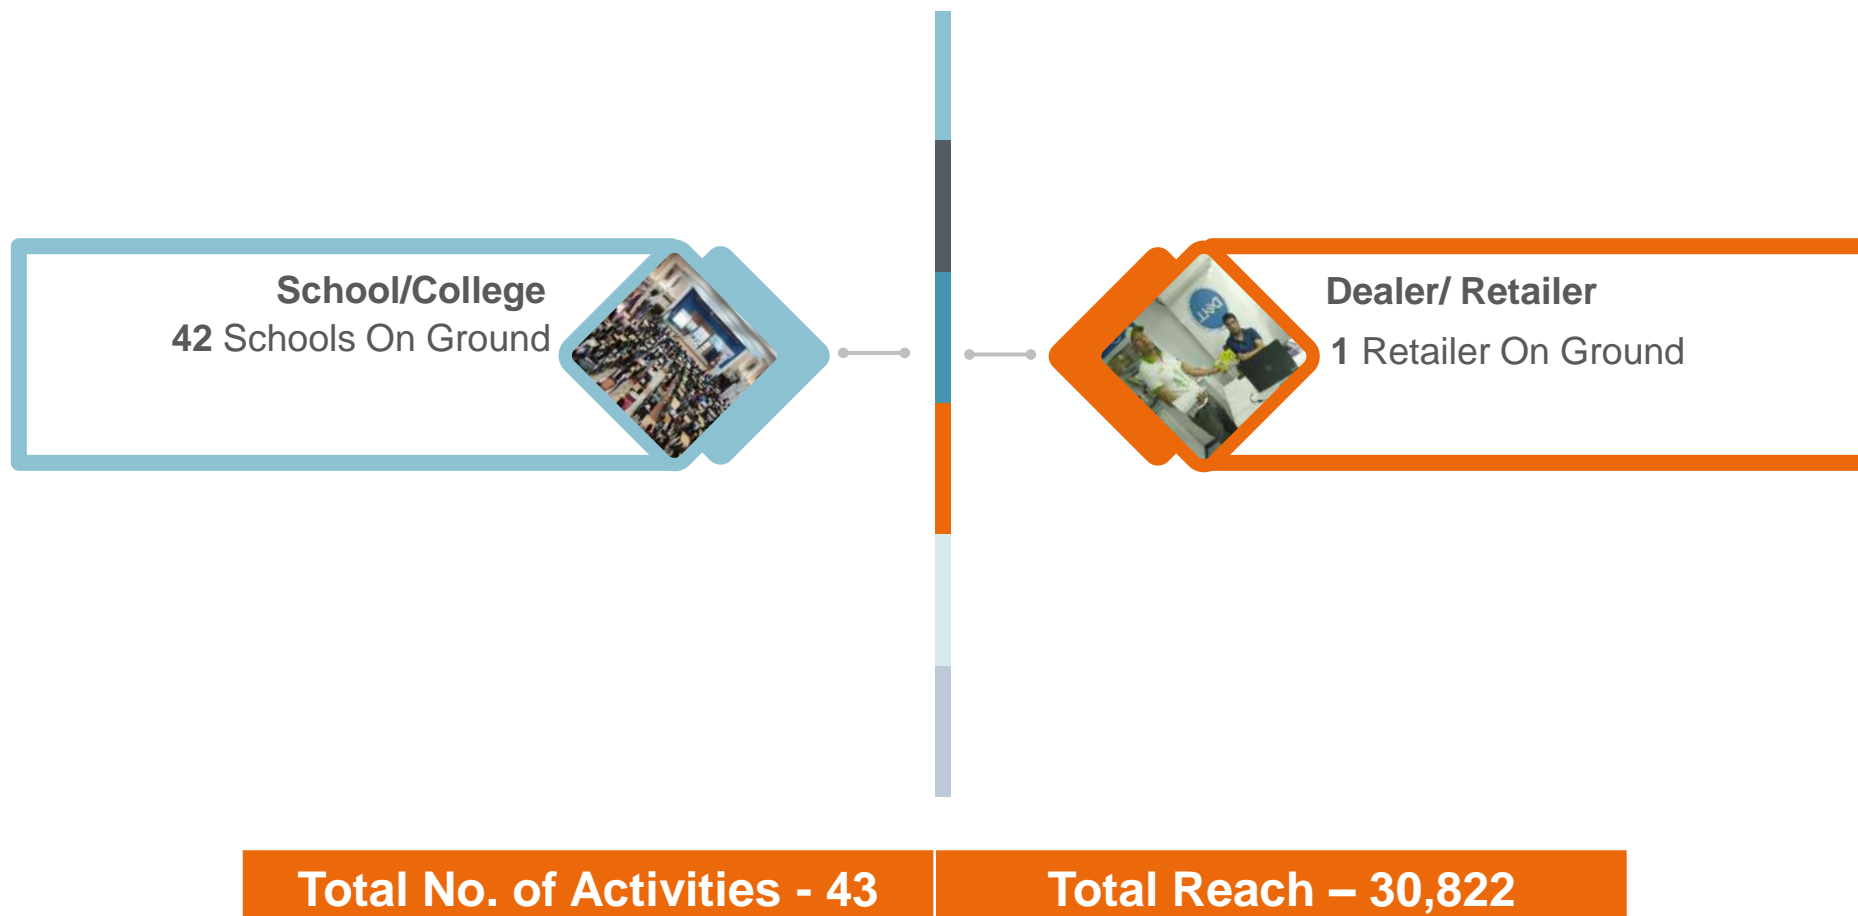 School/College
42 Schools On Ground
Dealer/ Retailer
1 Retailer On Ground
Total No. of Activities - 43
Total Reach – 30,822